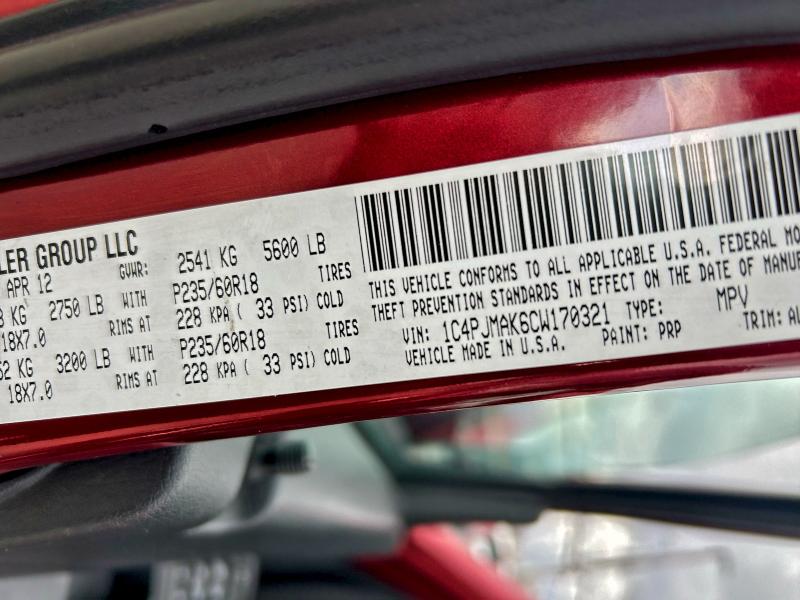 LER GROUP LLC
APR 12 GVWR: 2541 KG 5600 LB
KG 2750 LB WITH P235/60R18 TIRES
18X7.0 RIMS AT 228 KPA ( 33 PSI) COLD
KG 3200 LB WITH P235/60R18 TIRES
18X7.0 RIMS AT 228 KPA ( 33 PSI) COLD
THIS VEHICLE CONFORMS TO ALL APPLICABLE U.S.A. FEDERAL MO
THEFT PREVENTION STANDARDS IN EFFECT ON THE DATE OF MANUF
VIN: 1C4PJMAK6CW170321 TYPE: MPV
VEHICLE MADE IN U.S.A. PAINT: PRP TRIM: AL